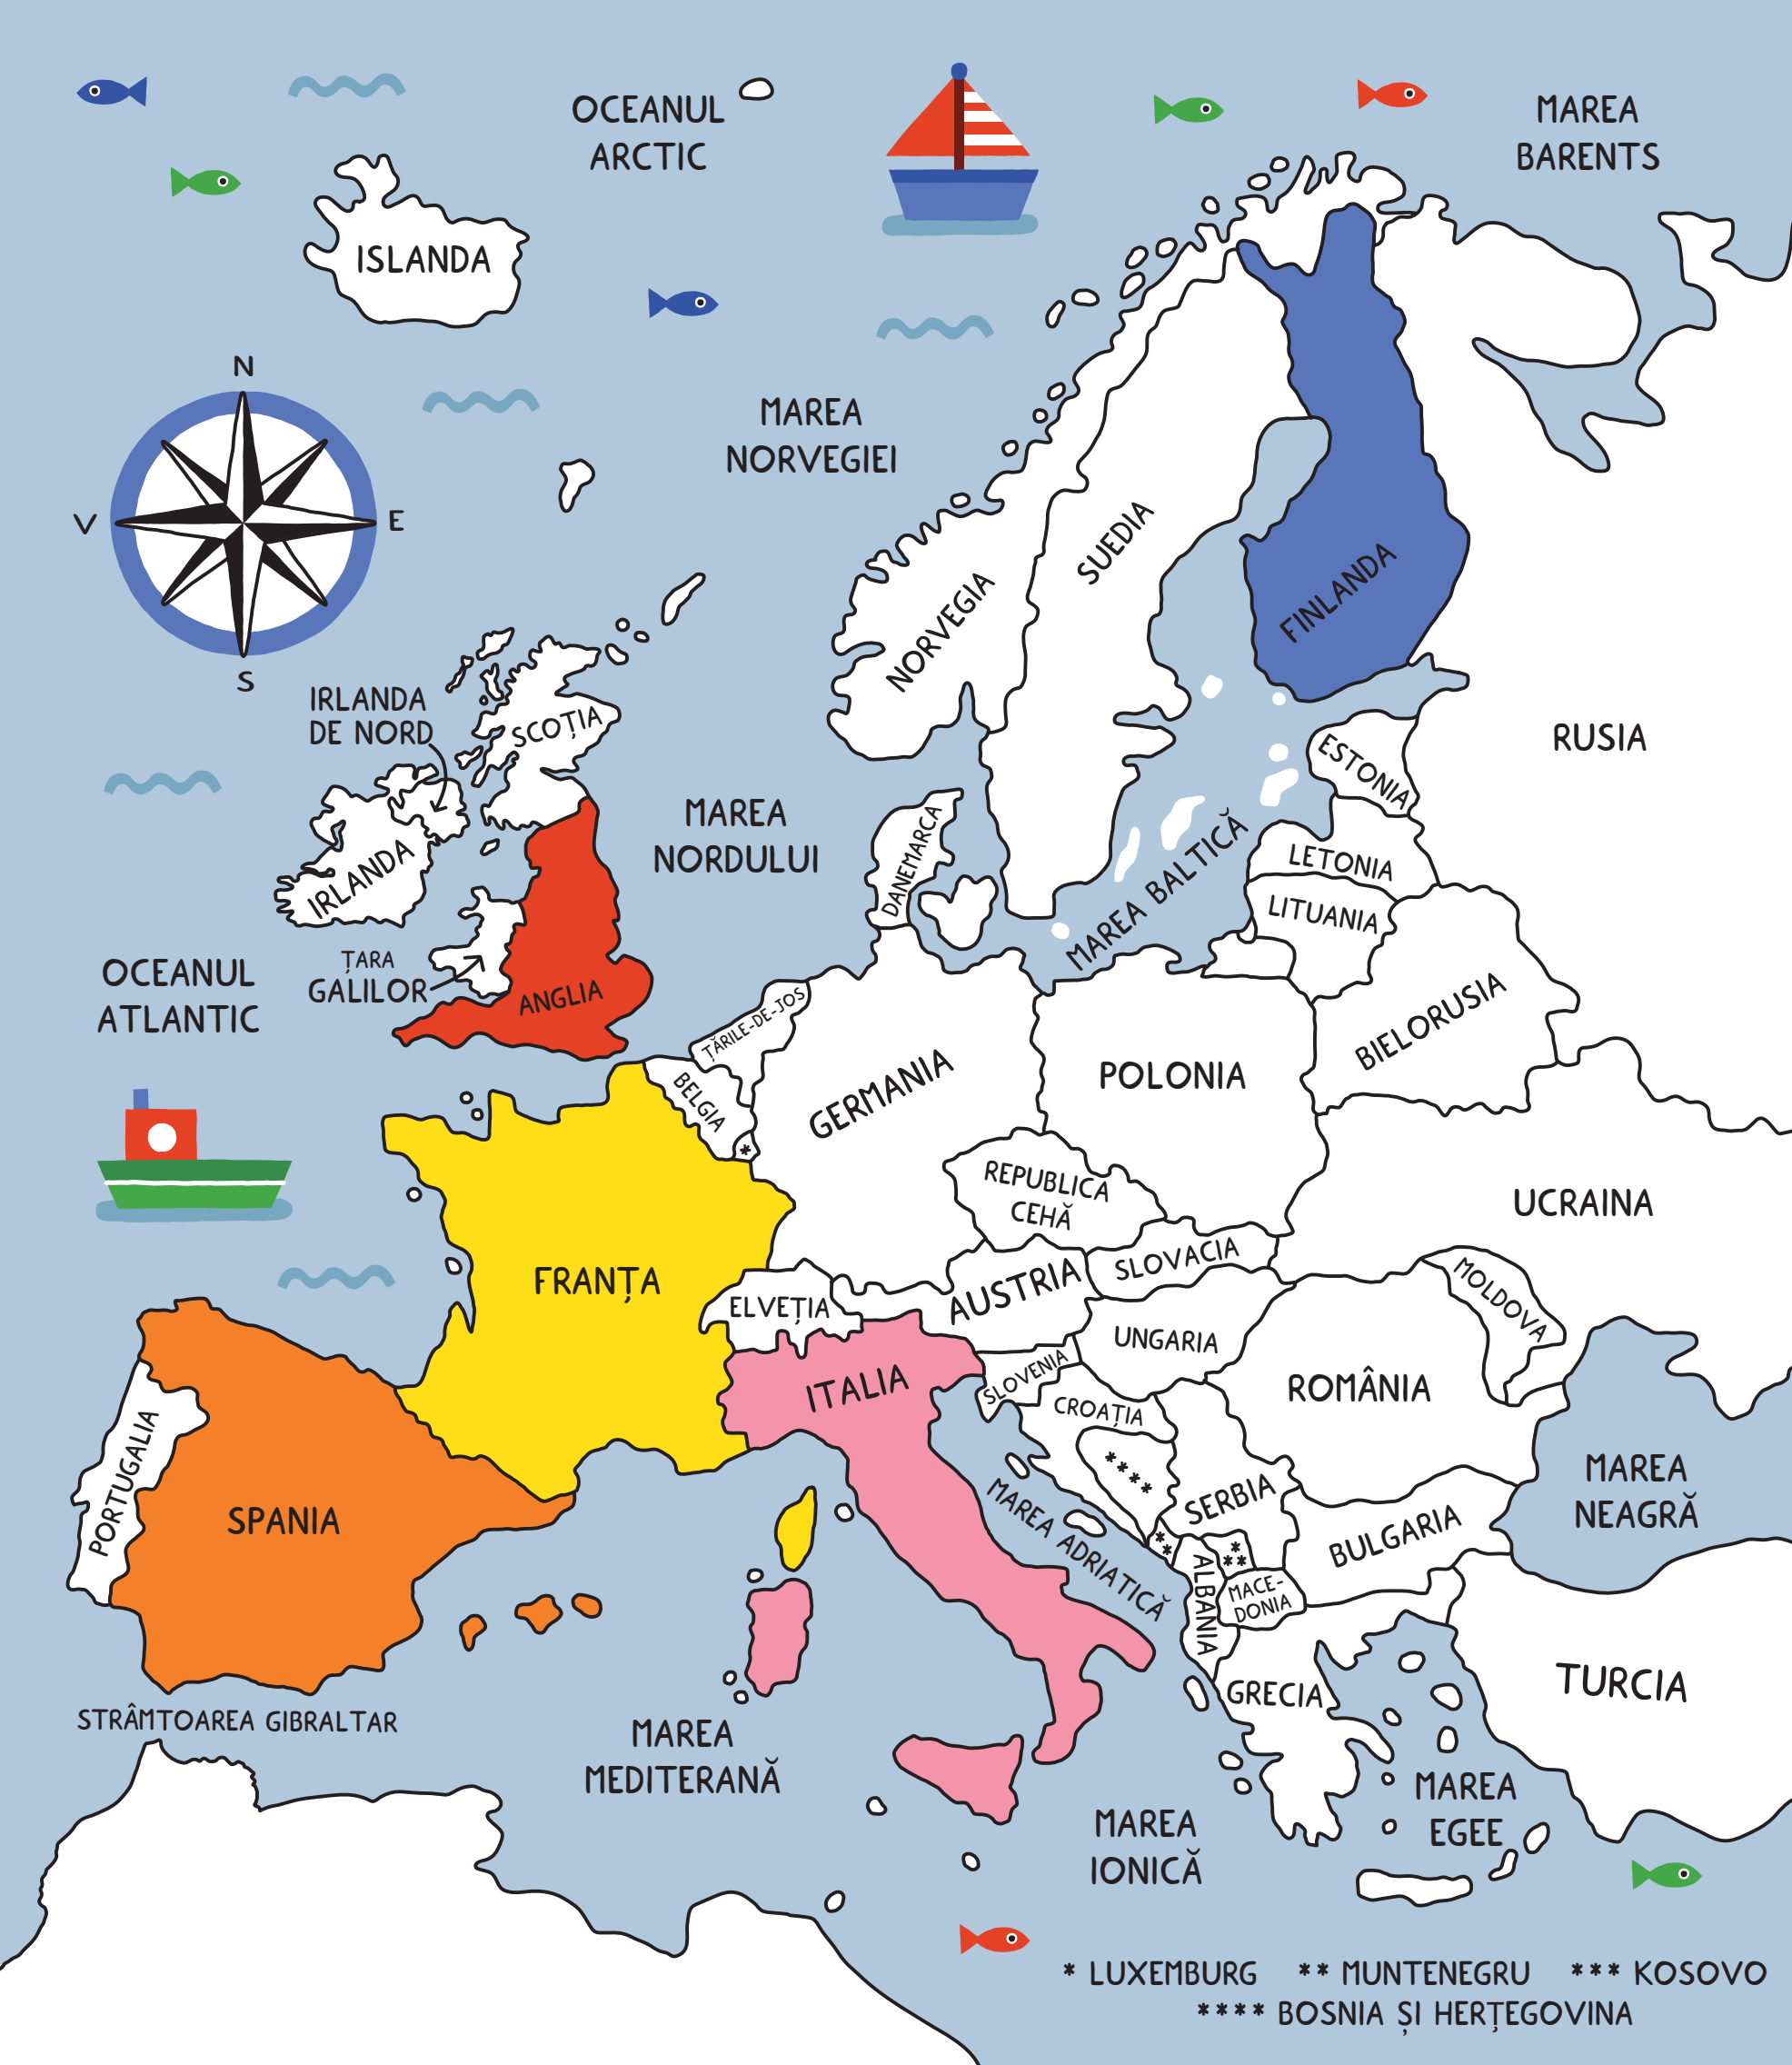 OCEANUL
ARCTIC
MAREA
BARENTS
ISLANDA
N
V
E
S
MAREA
NORVEGIEI
SUEDIA
NORVEGIA
FINLANDA
IRLANDA
DE NORD
SCOȚIA
RUSIA
ESTONIA
MAREA
NORDULUI
DANEMARCA
MAREA BALTICĂ
LETONIA
LITUANIA
IRLANDA
ȚARA
GALILOR
ANGLIA
OCEANUL
ATLANTIC
ȚĂRILE-DE-JOS
BELGIA
*
GERMANIA
POLONIA
BIELORUSIA
REPUBLICA
CEHĂ
UCRAINA
FRANȚA
SLOVACIA
AUSTRIA
ELVEȚIA
MOLDOVA
UNGARIA
SLOVENIA
ITALIA
ROMÂNIA
CROAȚIA
****
PORTUGALIA
SPANIA
SERBIA
MAREA
NEAGRĂ
MAREA ADRIATICĂ
BULGARIA
**
***
ALBANIA
MACE-
DONIA
GRECIA
TURCIA
STRÂMTOAREA GIBRALTAR
MAREA
MEDITERANĂ
MAREA
EGEE
MAREA
IONICĂ
* LUXEMBURG ** MUNTENEGRU *** KOSOVO
**** BOSNIA ȘI HERȚEGOVINA